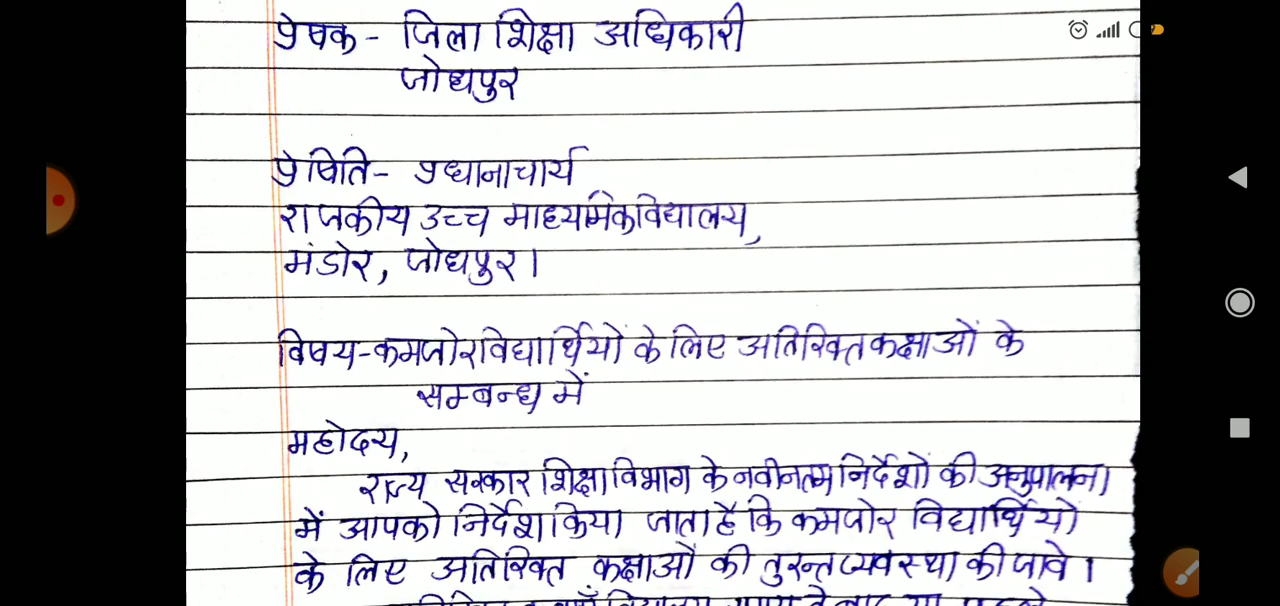 प्रेषक - जिला शिक्षा अधिकारी
जोधपुर
प्रेषिति - प्रधानाचार्य
राजकीय उच्च माध्यमिक विद्यालय,
मंडोर, जोधपुर।
विषय - कमजोर विद्यार्थियों के लिए अतिरिक्त कक्षाओं के
सम्बन्ध में
महोदय,
राज्य सरकार शिक्षा विभाग के नवीनतम निर्देशों की अनुपालना
में आपको निर्देश किया जाता है कि कमजोर विद्यार्थियों
के लिए अतिरिक्त कक्षाओं की तुरन्त व्यवस्था की जावे।